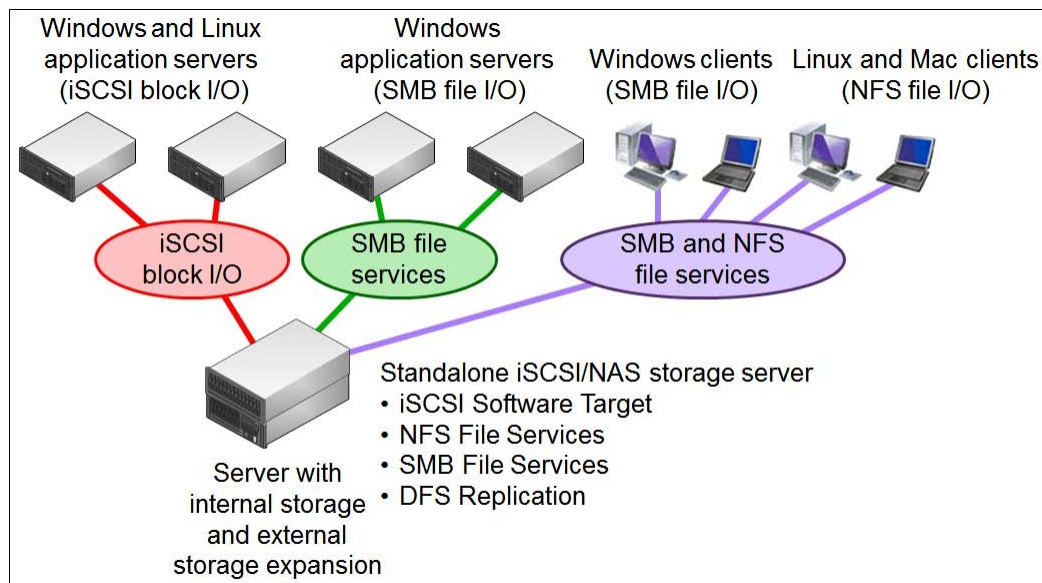 Windows and Linux
application servers
(iSCSI block I/O)
Windows
application servers
(SMB file I/O)
Windows clients
(SMB file I/O)
Linux and Mac clients
(NFS file I/O)
iSCSI
block I/O
SMB file
services
SMB and NFS
file services
Standalone iSCSI/NAS storage server
• iSCSI Software Target
• NFS File Services
• SMB File Services
• DFS Replication
Server with
internal storage
and external
storage expansion